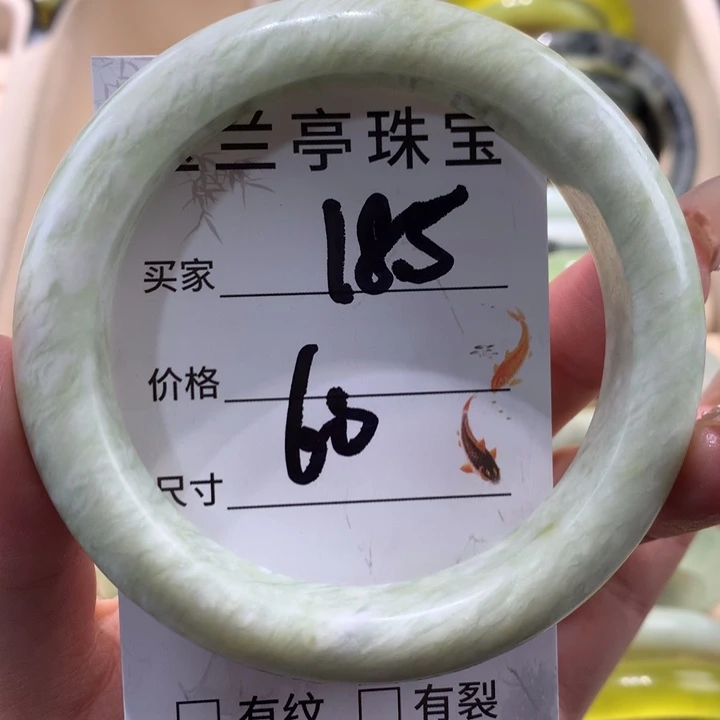 兰亭珠宝
买家 185
价格 60
尺寸
有纹 有裂